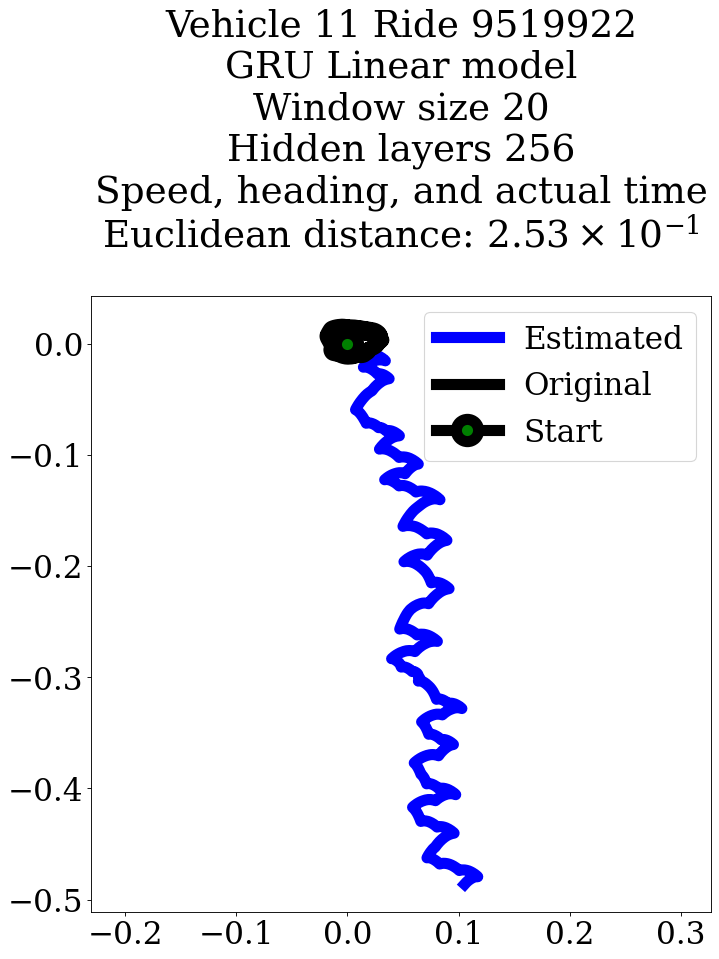 Vehicle 11 Ride 9519922
GRU Linear model
Window size 20
Hidden layers 256
Speed, heading, and actual time
Euclidean distance: 2.53 × 10⁻¹
Estimated
Original
Start
0.0
−0.1
−0.2
−0.3
−0.4
−0.5
−0.2
−0.1
0.0
0.1
0.2
0.3